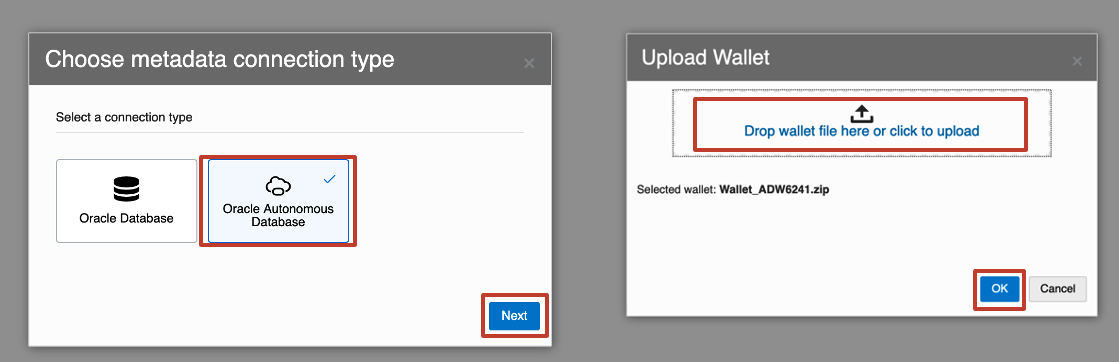 Choose metadata connection type
Select a connection type
Oracle Database
Oracle Autonomous
Database
Next
Upload Wallet
Drop wallet file here or click to upload
Selected wallet: Wallet_ADW6241.zip
OK
Cancel